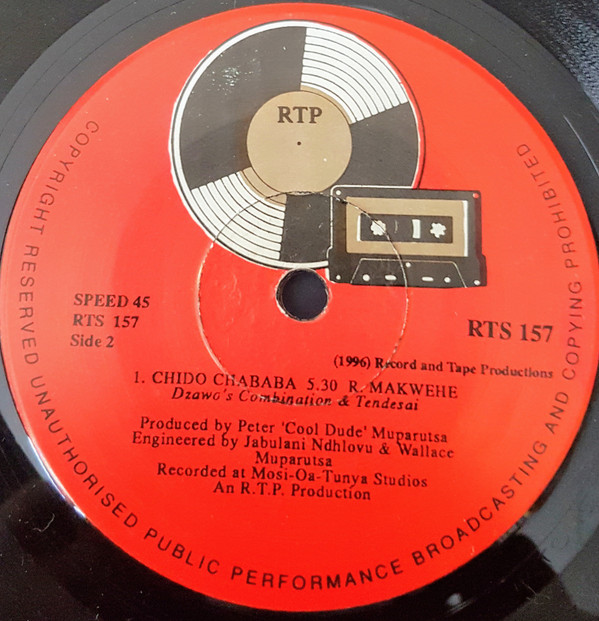 RTP
SPEED 45
RTS 157
Side 2
RTS 157
(1996) Record and Tape Productions
1. CHIDO CHABABA 5.30 R. MAKWEHE
Dzawo's Combination & Tendesai
Produced by Peter 'Cool Dude' Muparutsa
Engineered by Jabulani Ndhlovu & Wallace
Muparutsa
Recorded at Mosi-Oa-Tunya Studios
An R.T.P. Production
COPYRIGHT RESERVED UNAUTHORISED PUBLIC PERFORMANCE BROADCASTING AND COPYING PROHIBITED